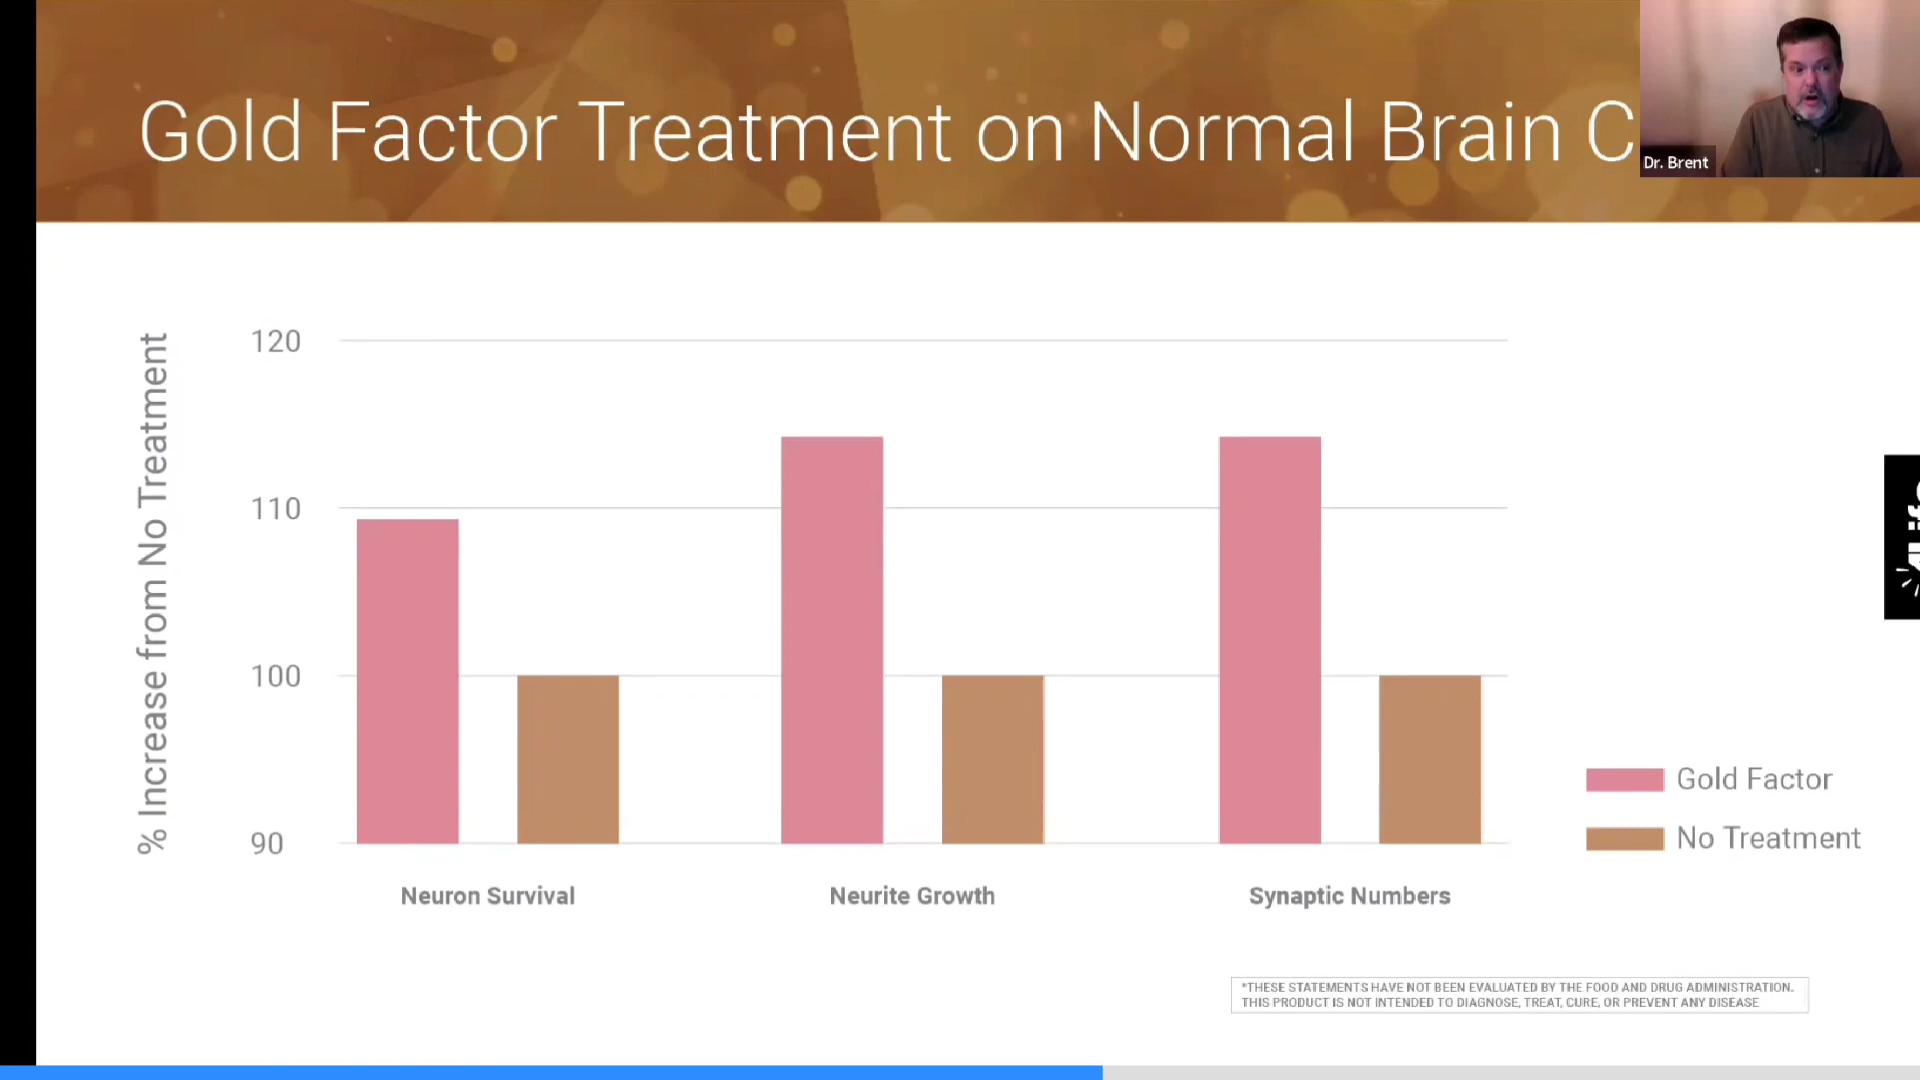 Gold Factor Treatment on Normal Brain C
Dr. Brent
% Increase from No Treatment
120
110
100
90
Neuron Survival
Neurite Growth
Synaptic Numbers
Gold Factor
No Treatment
*THESE STATEMENTS HAVE NOT BEEN EVALUATED BY THE FOOD AND DRUG ADMINISTRATION.
THIS PRODUCT IS NOT INTENDED TO DIAGNOSE, TREAT, CURE, OR PREVENT ANY DISEASE